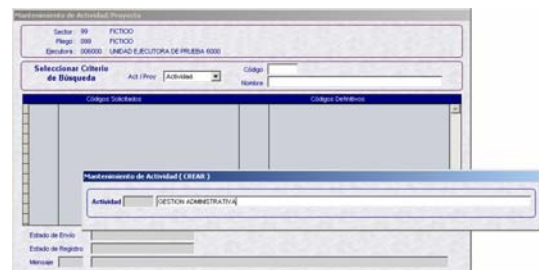 Mantenimiento de Actividad/Proyecto
Sector 99 FICTICIO
Pliego 099 FICTICIO
Ejecutora 006000 UNIDAD EJECUTORA DE PRUEBA 6000
Seleccionar Criterio de Búsqueda
Act / Proy Actividad
Código
Nombre
Códigos Solicitados Códigos Definitivos
Mantenimiento de Actividad ( CREAR )
Actividad GESTION ADMINISTRATIVA
Estado de Envío
Estado de Registro
Mensaje